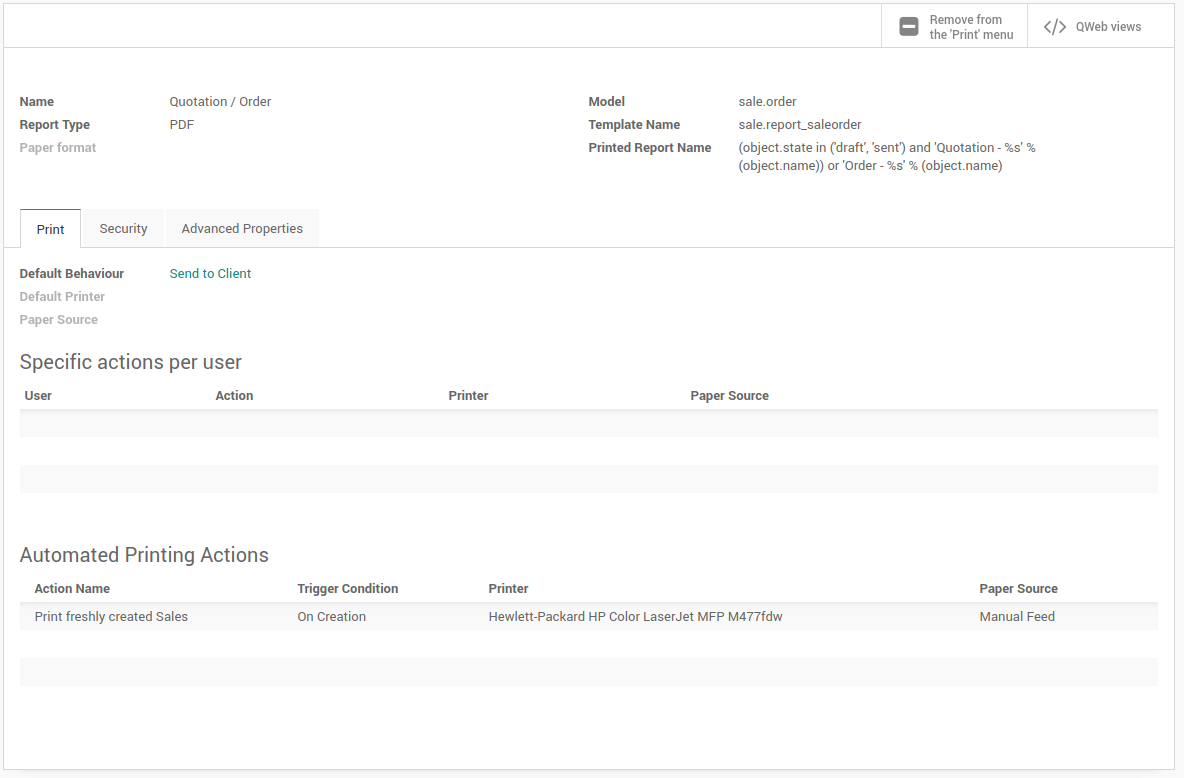 Remove from
the 'Print' menu
QWeb views
Name Quotation / Order
Report Type PDF
Paper format
Model sale.order
Template Name sale.report_saleorder
Printed Report Name (object.state in ('draft', 'sent') and 'Quotation - %s' %
(object.name)) or 'Order - %s' % (object.name)
Print Security Advanced Properties
Default Behaviour Send to Client
Default Printer
Paper Source
Specific actions per user
User Action Printer Paper Source
Automated Printing Actions
Action Name Trigger Condition Printer Paper Source
Print freshly created Sales On Creation Hewlett-Packard HP Color LaserJet MFP M477fdw Manual Feed